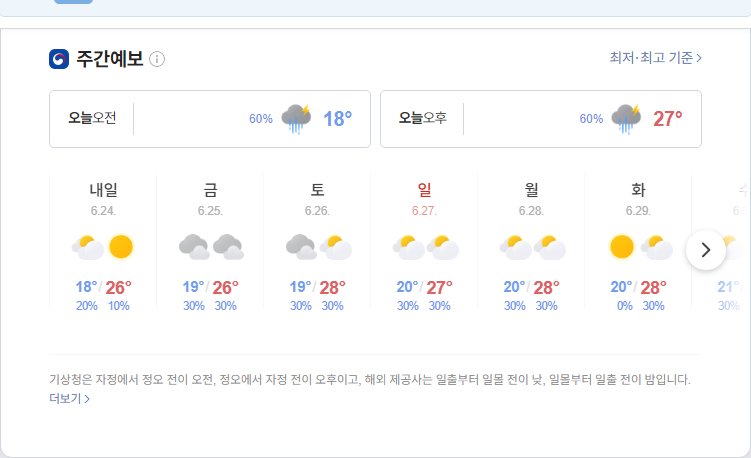 주간예보
최저·최고 기준
오늘오전 60% 18°
오늘오후 60% 27°
내일
6.24.
18°/26°
20% 10%
금
6.25.
19°/26°
30% 30%
토
6.26.
19°/28°
30% 30%
일
6.27.
20°/27°
30% 30%
월
6.28.
20°/28°
30% 30%
화
6.29.
20°/28°
0% 30%
21°
30%
기상청은 자정에서 정오 전이 오전, 정오에서 자정 전이 오후이고, 해외 제공사는 일출부터 일몰 전이 낮, 일몰부터 일출 전이 밤입니다.
더보기